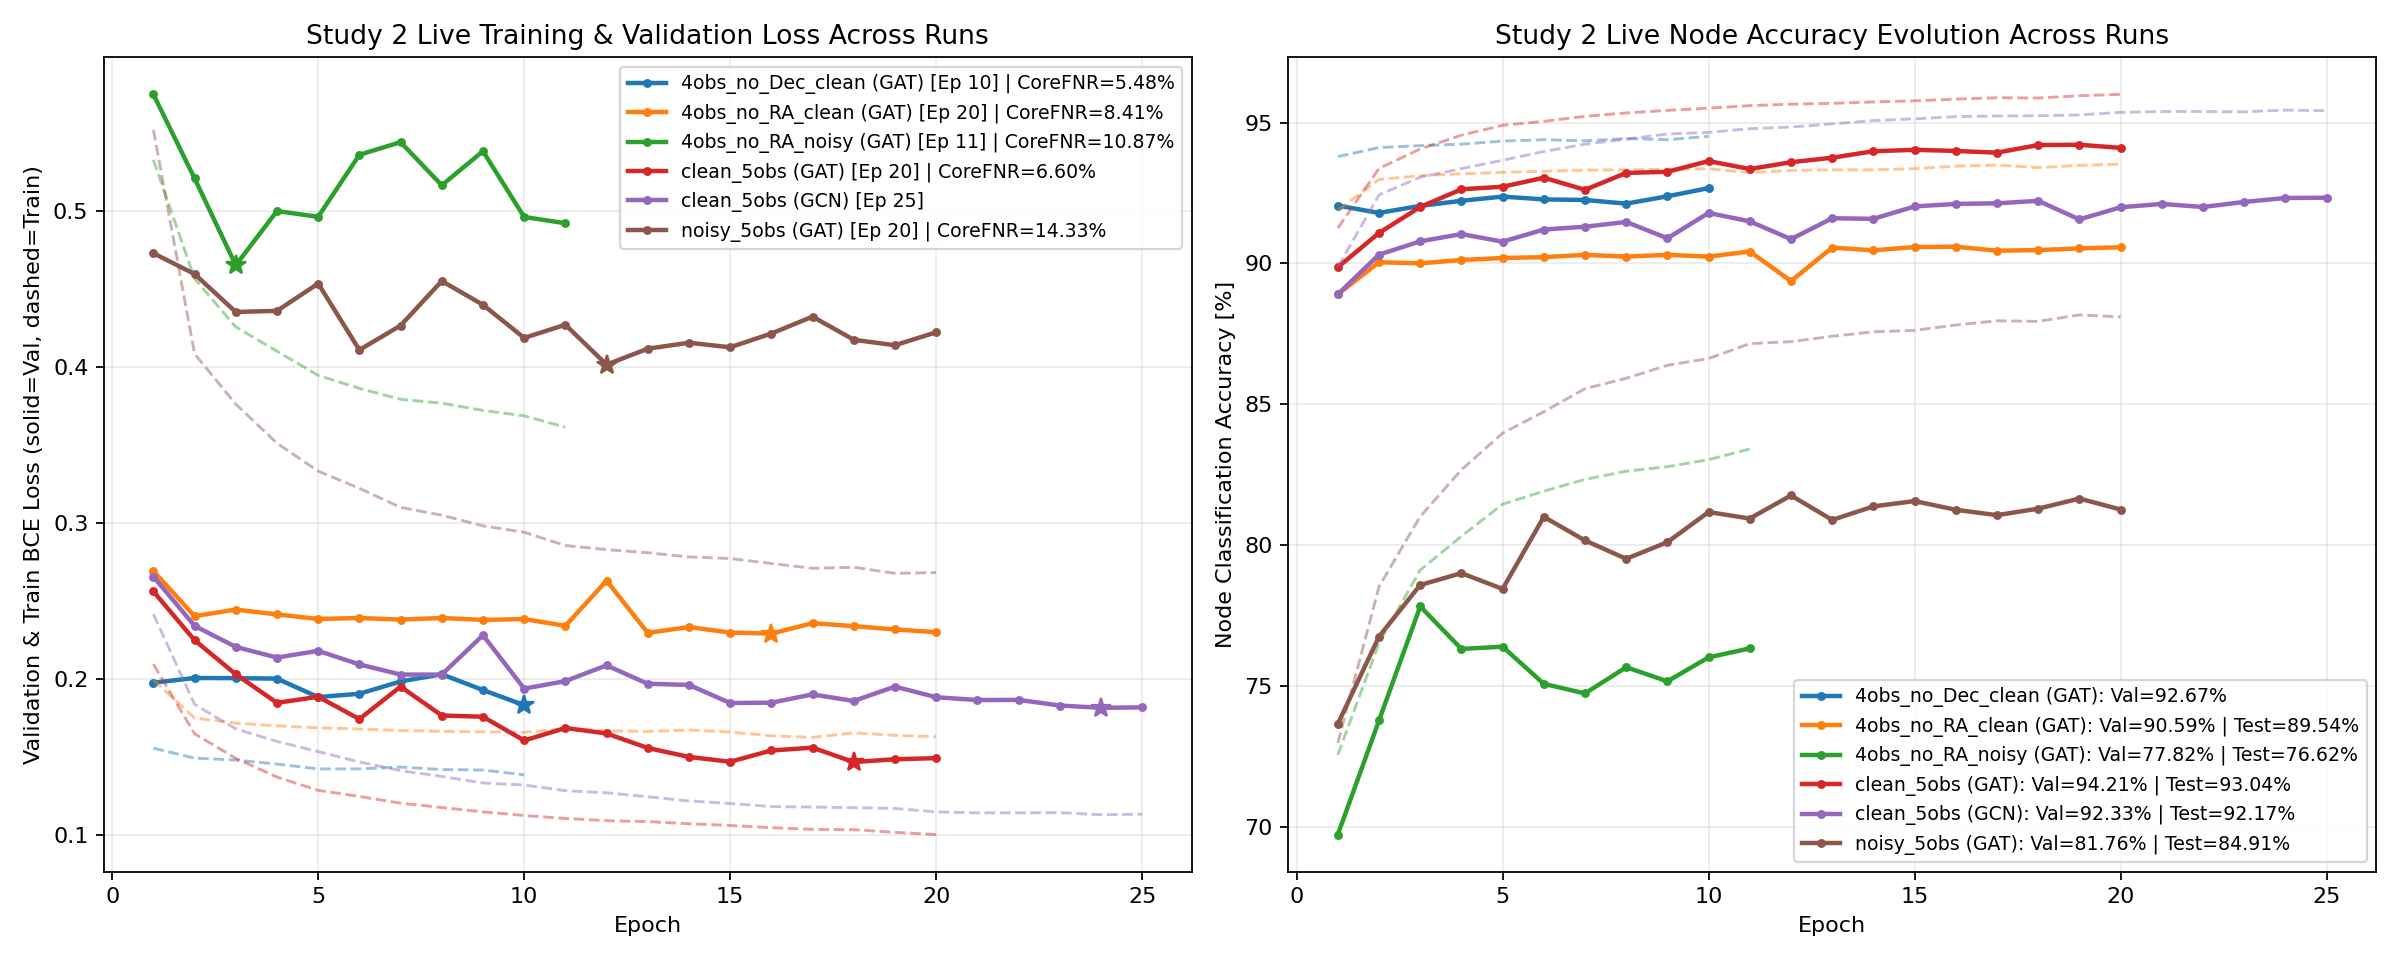 Study 2 Live Training & Validation Loss Across Runs
Validation & Train BCE Loss (solid=Val, dashed=Train)
0.5
0.4
0.3
0.2
0.1
4obs_no_Dec_clean (GAT) [Ep 10] | CoreFNR=5.48%
4obs_no_RA_clean (GAT) [Ep 20] | CoreFNR=8.41%
4obs_no_RA_noisy (GAT) [Ep 11] | CoreFNR=10.87%
clean_5obs (GAT) [Ep 20] | CoreFNR=6.60%
clean_5obs (GCN) [Ep 25]
noisy_5obs (GAT) [Ep 20] | CoreFNR=14.33%
0 5 10 15 20 25
Epoch
Study 2 Live Node Accuracy Evolution Across Runs
Node Classification Accuracy [%]
95
90
85
80
75
70
4obs_no_Dec_clean (GAT): Val=92.67%
4obs_no_RA_clean (GAT): Val=90.59% | Test=89.54%
4obs_no_RA_noisy (GAT): Val=77.82% | Test=76.62%
clean_5obs (GAT): Val=94.21% | Test=93.04%
clean_5obs (GCN): Val=92.33% | Test=92.17%
noisy_5obs (GAT): Val=81.76% | Test=84.91%
0 5 10 15 20 25
Epoch